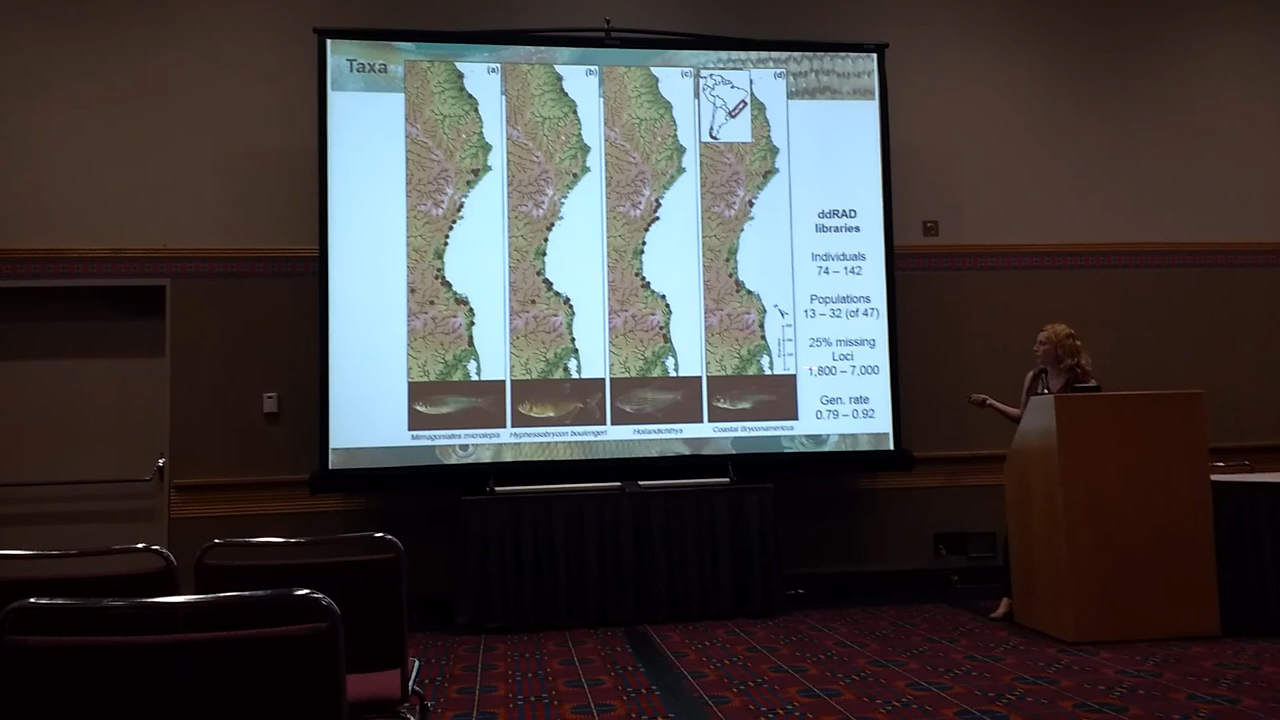 Taxa
(a)
(b)
(c)
(d)
ddRAD
libraries
Individuals
74 – 142
Populations
13 – 32 (of 47)
25% missing
Loci
1,800 – 7,000
Gen. rate
0.79 – 0.92
Mimagoniates microlepis
Hyphessobrycon boulengeri
Hollandichthys
Coastal Bryconamericus